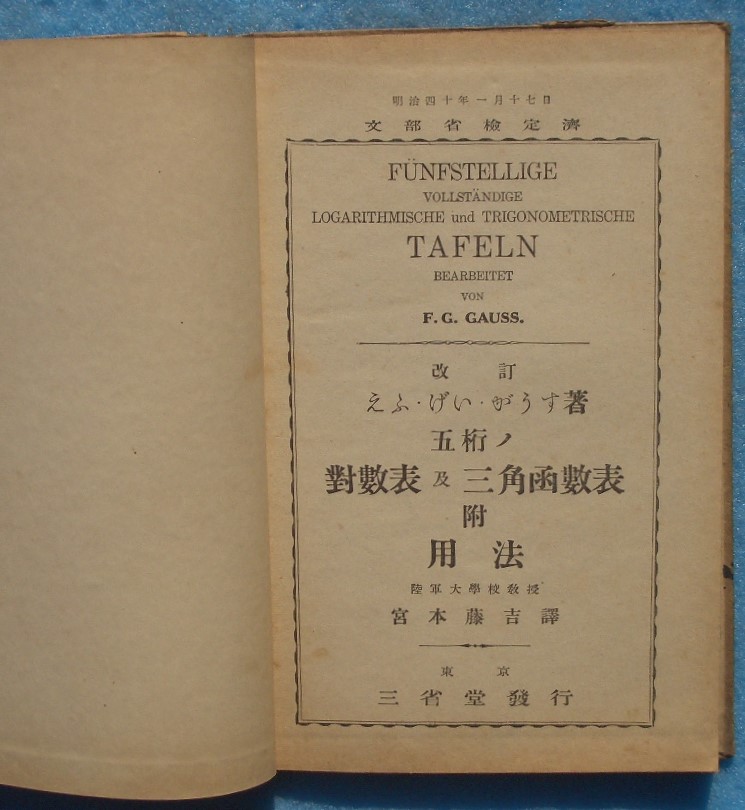 明治四十年一月十七日
文部省檢定濟
FÜNFSTELLIGE
VOLLSTÄNDIGE
LOGARITHMISCHE und TRIGONOMETRISCHE
TAFELN
BEARBEITET
VON
F. G. GAUSS.
改訂
えふ・げい・がうす著
五桁ノ
對數表及三角函數表
附
用法
陸軍大學校敎授
宮本藤吉譯
東京
三省堂發行